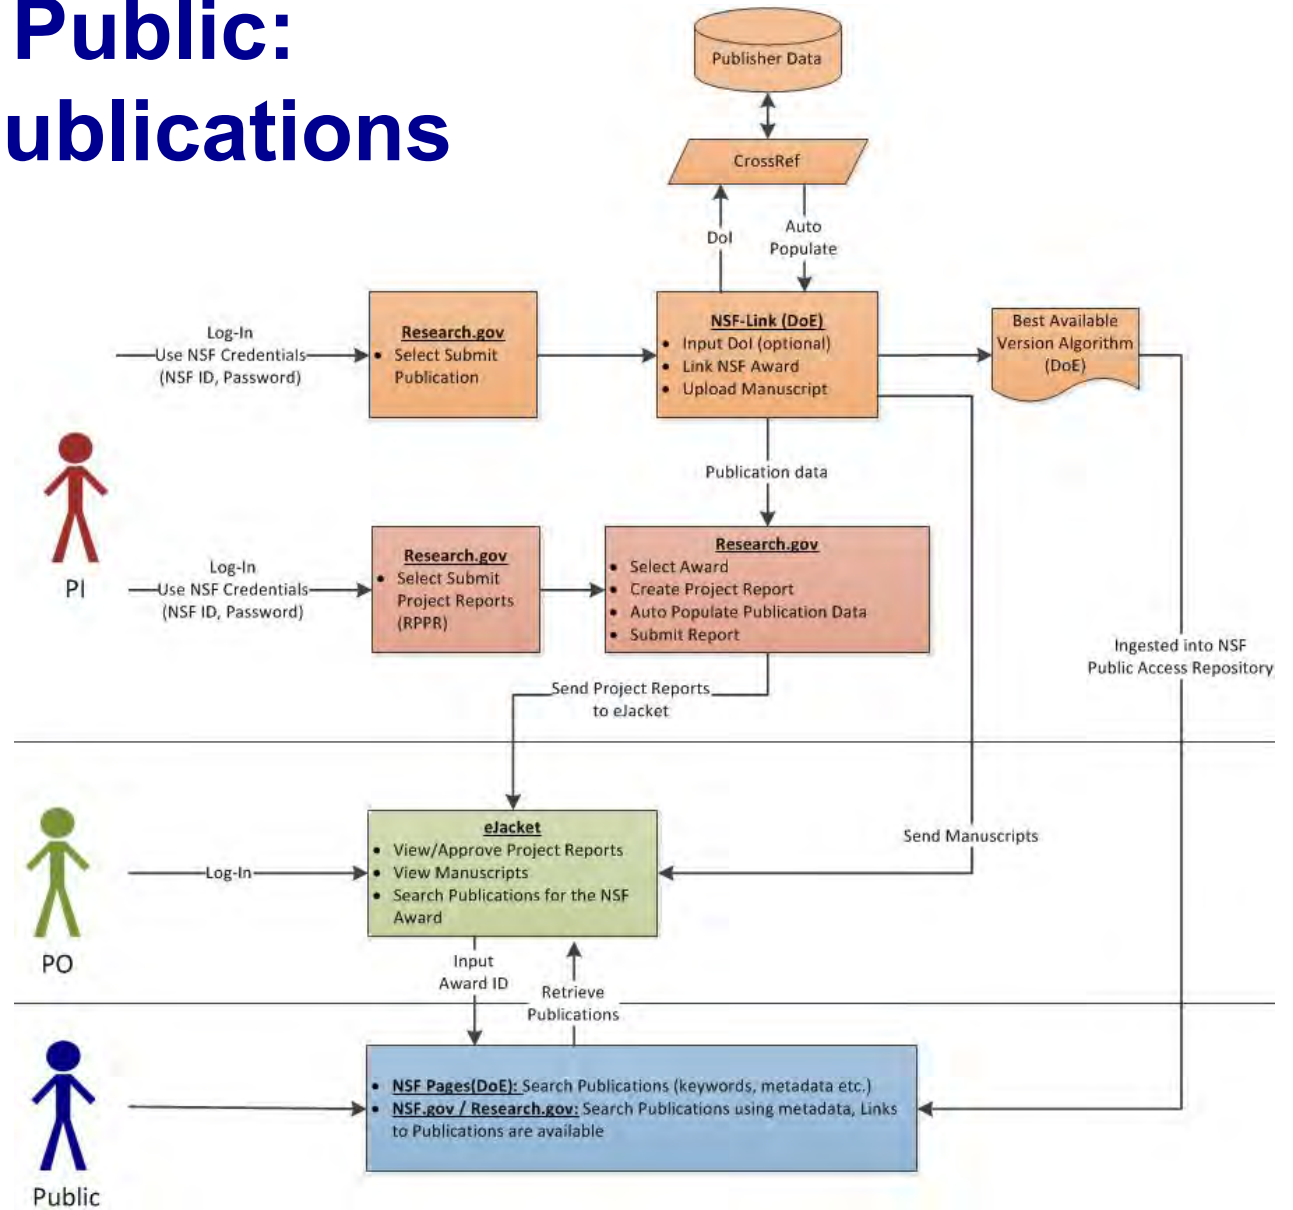 Public:
ublications
Publisher Data
CrossRef
DoI
Auto
Populate
Log-In
Use NSF Credentials
(NSF ID, Password)
Research.gov
• Select Submit
Publication
NSF-Link (DoE)
• Input DoI (optional)
• Link NSF Award
• Upload Manuscript
Best Available
Version Algorithm
(DoE)
Publication data
PI
Log-In
Use NSF Credentials
(NSF ID, Password)
Research.gov
• Select Submit
Project Reports
(RPPR)
Research.gov
• Select Award
• Create Project Report
• Auto Populate Publication Data
• Submit Report
Ingested into NSF
Public Access Repository
Send Project Reports
to eJacket
PO
Log-In
eJacket
• View/Approve Project Reports
• View Manuscripts
• Search Publications for the NSF
Award
Send Manuscripts
Input
Award ID
Retrieve
Publications
Public
• NSF Pages(DoE): Search Publications (keywords, metadata etc.)
• NSF.gov / Research.gov: Search Publications using metadata, Links
to Publications are available